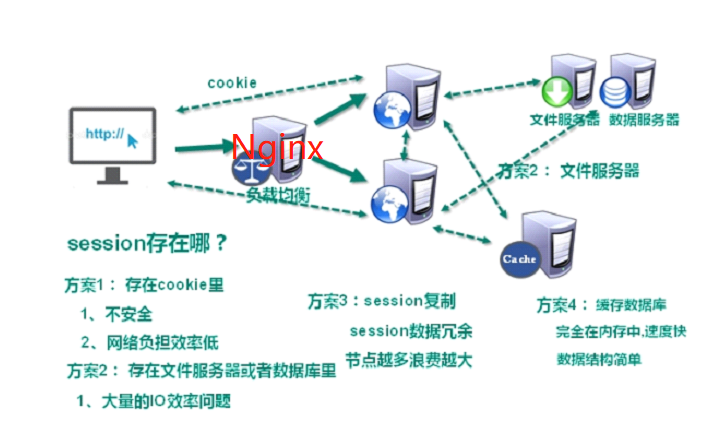 cookie
http://
Nginx
负载均衡
文件服务器 数据服务器
方案2： 文件服务器
Cache
session存在哪？
方案1： 存在cookie里
1、不安全
2、网络负担效率低
方案2： 存在文件服务器或者数据库里
1、大量的IO效率问题
方案3：session复制
session数据冗余
节点越多浪费越大
方案4： 缓存数据库
完全在内存中,速度快
数据结构简单